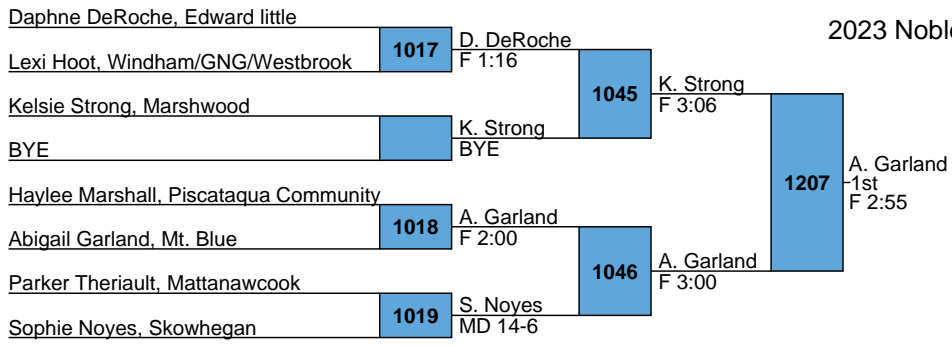 Daphne DeRoche, Edward little
2023 Noble
1017
D. DeRoche
F 1:16
Lexi Hoot, Windham/GNG/Westbrook
1045
K. Strong
F 3:06
Kelsie Strong, Marshwood
K. Strong
BYE
BYE
1207
A. Garland
1st
F 2:55
Haylee Marshall, Piscataqua Community
1018
A. Garland
F 2:00
Abigail Garland, Mt. Blue
1046
A. Garland
F 3:00
Parker Theriault, Mattanawcook
1019
S. Noyes
MD 14-6
Sophie Noyes, Skowhegan